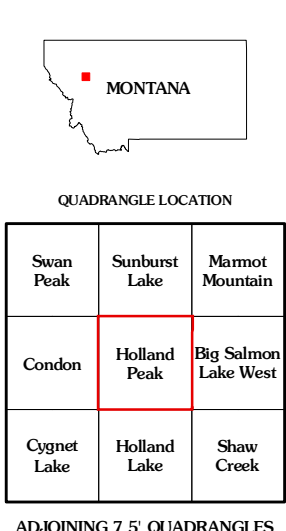 MONTANA
QUADRANGLE LOCATION
Swan Peak
Sunburst Lake
Marmot Mountain
Condon
Holland Peak
Big Salmon Lake West
Cygnet Lake
Holland Lake
Shaw Creek
ADJOINING 7.5' QUADRANGLES